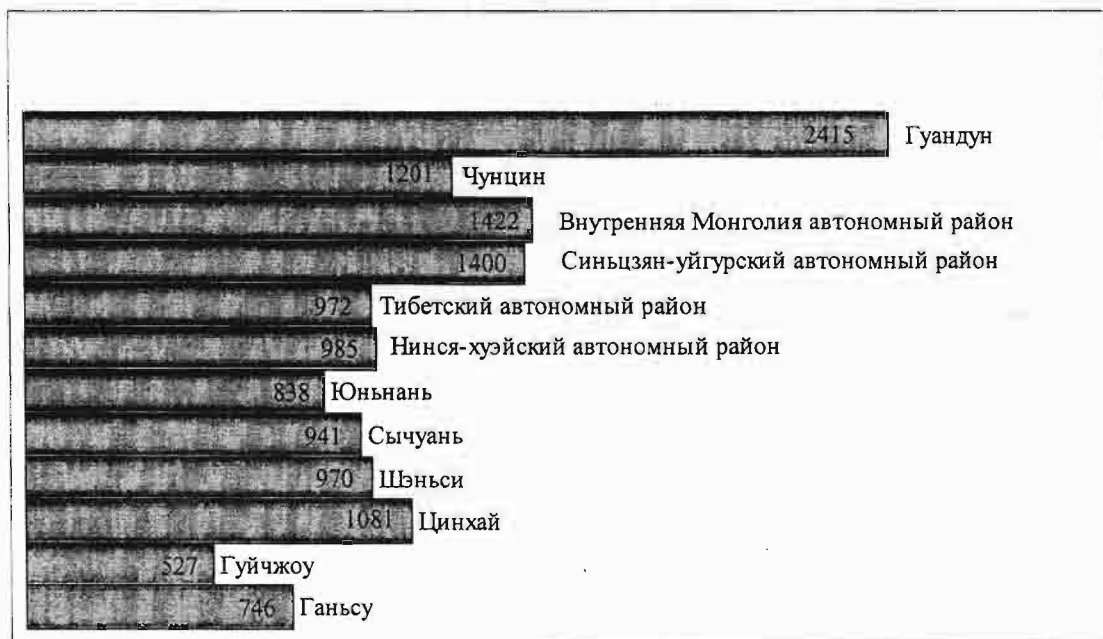 2415 Гуандун
1201 Чунцин
1422 Внутренняя Монголия автономный район
1400 Синьцзян-уйгурский автономный район
972 Тибетский автономный район
985 Нинся-хуэйский автономный район
838 Юньнань
941 Сычуань
970 Шэньси
1081 Цинхай
527 Гуйчжоу
746 Ганьсу